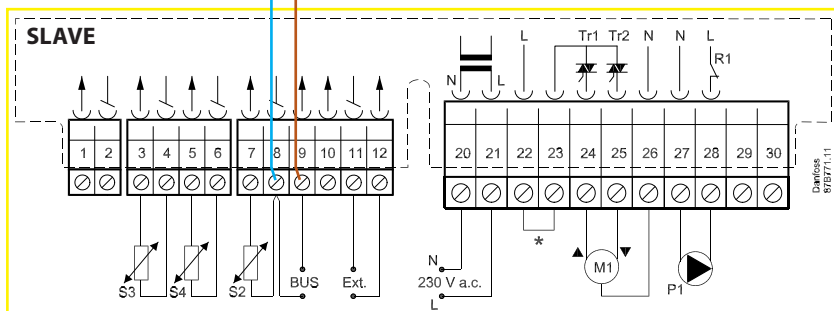 SLAVE
L Tr1 Tr2 N N L
R1
N L
1 2 3 4 5 6 7 8 9 10 11 12
20 21 22 23 24 25 26 27 28 29 30
Danfoss
87B771.11
*
N
S3 S4 S2 BUS Ext. 230 V a.c. M1 P1
L